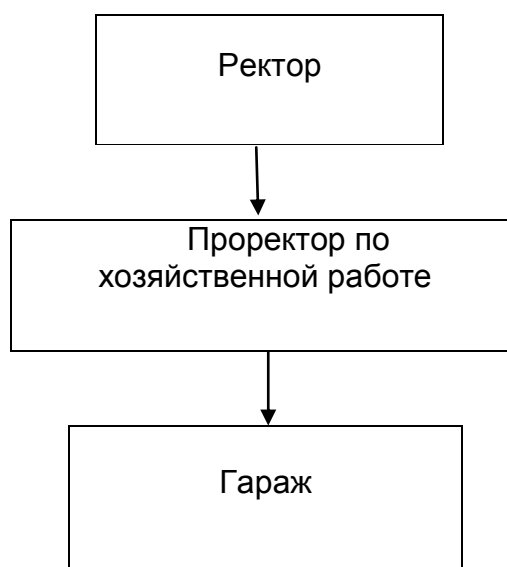 Ректор
Проректор по
хозяйственной работе
Гараж